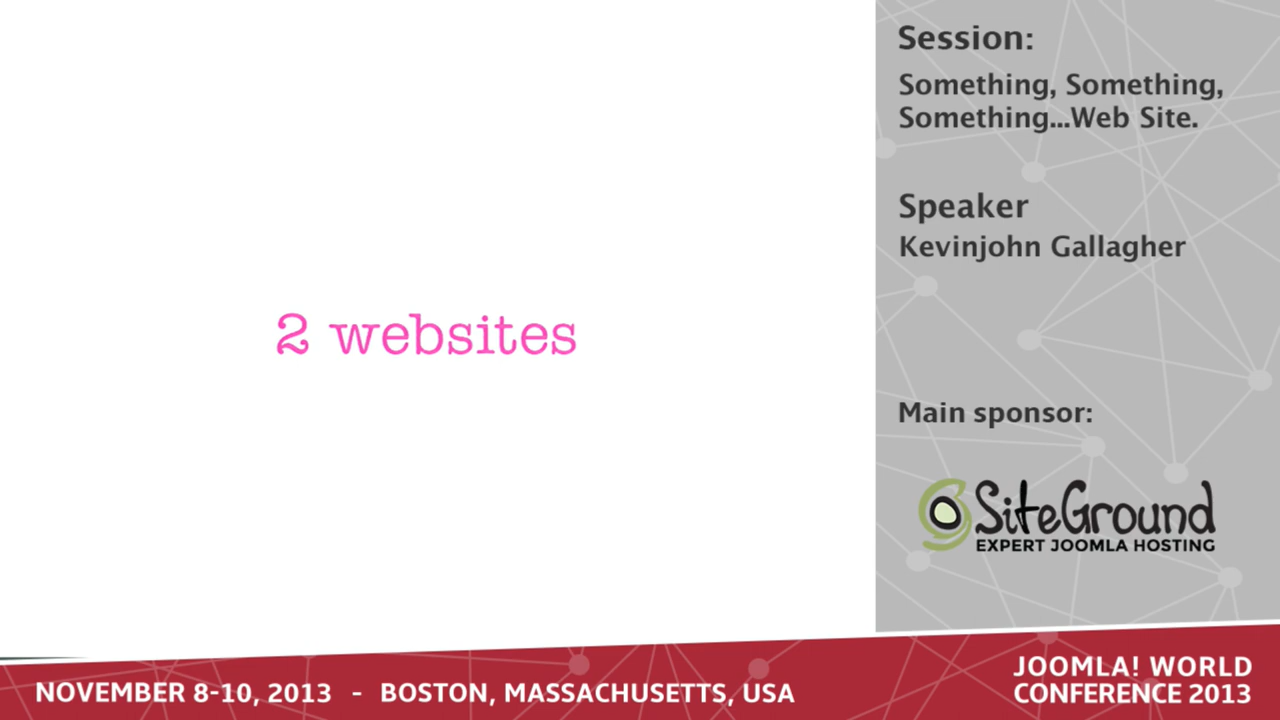 2 websites
Session:
Something, Something,
Something...Web Site.
Speaker
Kevinjohn Gallagher
Main sponsor:
SiteGround
EXPERT JOOMLA HOSTING
NOVEMBER 8-10, 2013 - BOSTON, MASSACHUSETTS, USA
JOOMLA! WORLD
CONFERENCE 2013